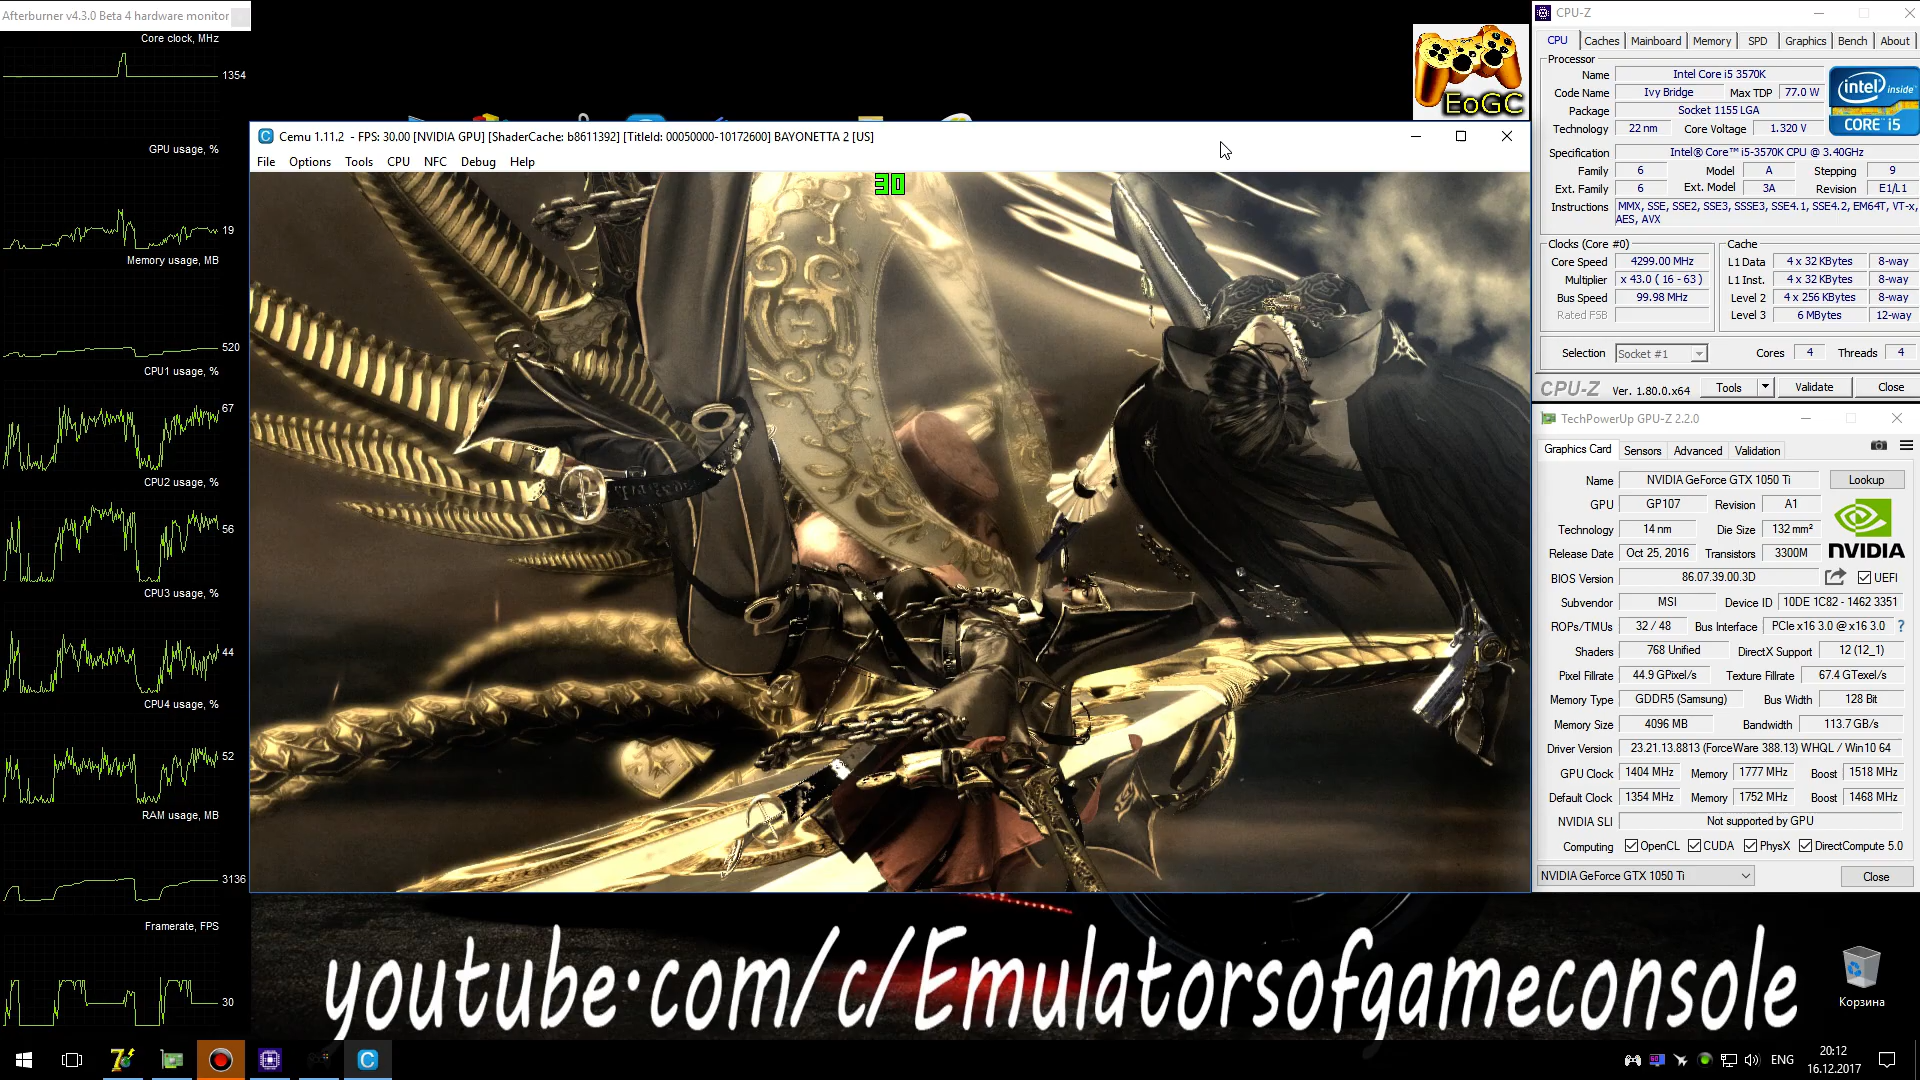 Afterburner v4.3.0 Beta 4 hardware monitor
Core clock, MHz
1354
GPU usage, %
19
Memory usage, MB
520
CPU1 usage, %
67
CPU2 usage, %
56
CPU3 usage, %
44
CPU4 usage, %
52
RAM usage, MB
3136
Framerate, FPS
30
EoGC
Cemu 1.11.2 - FPS: 30.00 [NVIDIA GPU] [ShaderCache: b8611392] [TitleId: 00050000-10172600] BAYONETTA 2 [US]
File Options Tools CPU NFC Debug Help
30
CPU-Z
CPU Caches Mainboard Memory SPD Graphics Bench About
Processor
Name Intel Core i5 3570K
Code Name Ivy Bridge Max TDP 77.0 W
Package Socket 1155 LGA
Technology 22 nm Core Voltage 1.320 V
intel inside™
CORE i5
Specification Intel® Core™ i5-3570K CPU @ 3.40GHz
Family 6 Model A Stepping 9
Ext. Family 6 Ext. Model 3A Revision E1/L1
Instructions MMX, SSE, SSE2, SSE3, SSSE3, SSE4.1, SSE4.2, EM64T, VT-x,
AES, AVX
Clocks (Core #0)
Core Speed 4299.00 MHz
Multiplier x 43.0 ( 16 - 63 )
Bus Speed 99.98 MHz
Rated FSB
Cache
L1 Data 4 x 32 KBytes 8-way
L1 Inst. 4 x 32 KBytes 8-way
Level 2 4 x 256 KBytes 8-way
Level 3 6 MBytes 12-way
Selection Socket #1 Cores 4 Threads 4
CPU-Z Ver. 1.80.0.x64 Tools Validate Close
TechPowerUp GPU-Z 2.2.0
Graphics Card Sensors Advanced Validation
Name NVIDIA GeForce GTX 1050 Ti Lookup
GPU GP107 Revision A1
Technology 14 nm Die Size 132 mm²
Release Date Oct 25, 2016 Transistors 3300M
NVIDIA
BIOS Version 86.07.39.00.3D UEFI
Subvendor MSI Device ID 10DE 1C82 - 1462 3351
ROPs/TMUs 32 / 48 Bus Interface PCIe x16 3.0 @ x16 3.0 ?
Shaders 768 Unified DirectX Support 12 (12_1)
Pixel Fillrate 44.9 GPixel/s Texture Fillrate 67.4 GTexel/s
Memory Type GDDR5 (Samsung) Bus Width 128 Bit
Memory Size 4096 MB Bandwidth 113.7 GB/s
Driver Version 23.21.13.8813 (ForceWare 388.13) WHQL / Win10 64
GPU Clock 1404 MHz Memory 1777 MHz Boost 1518 MHz
Default Clock 1354 MHz Memory 1752 MHz Boost 1468 MHz
NVIDIA SLI Not supported by GPU
Computing OpenCL CUDA PhysX DirectCompute 5.0
NVIDIA GeForce GTX 1050 Ti Close
youtube.com/c/Emulatorsofgameconsole
Корзина
ENG
20:12
16.12.2017